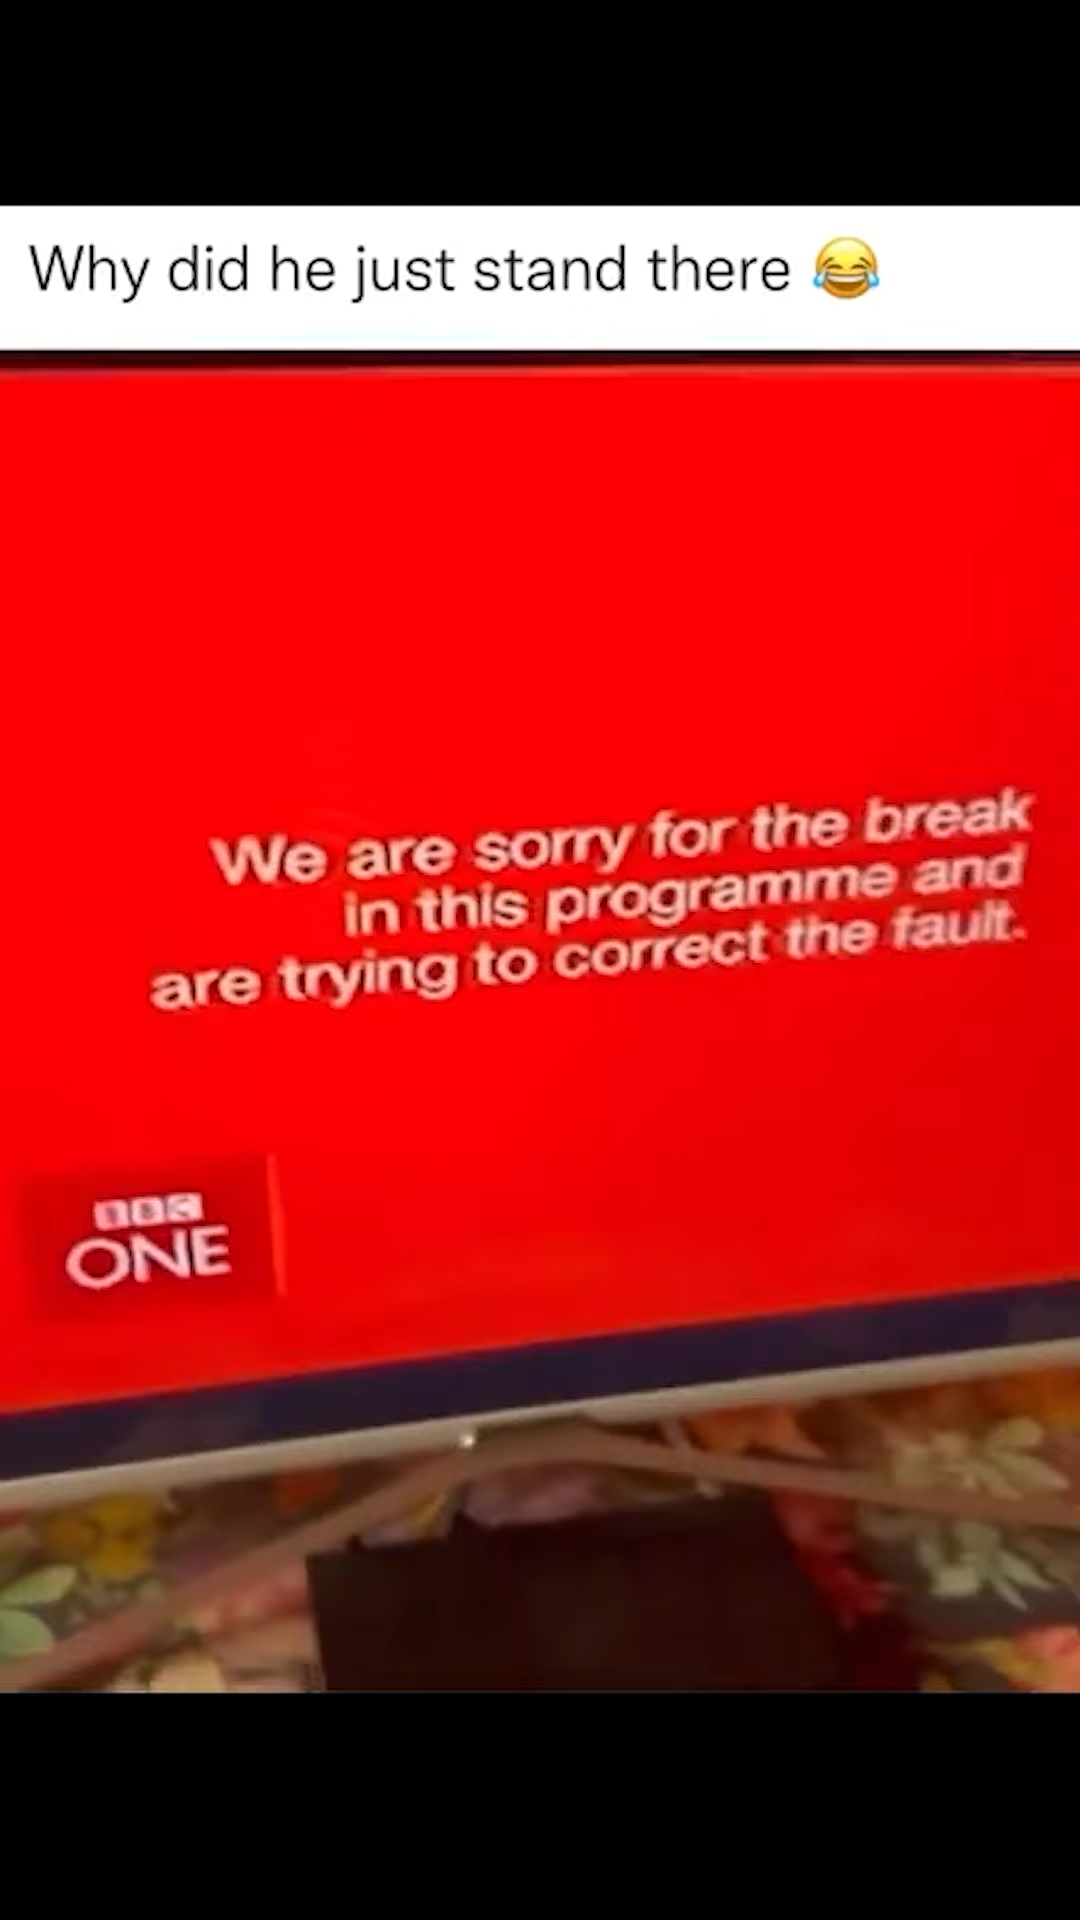 Why did he just stand there 😂
We are sorry for the break
in this programme and
are trying to correct the fault.
BBC
ONE